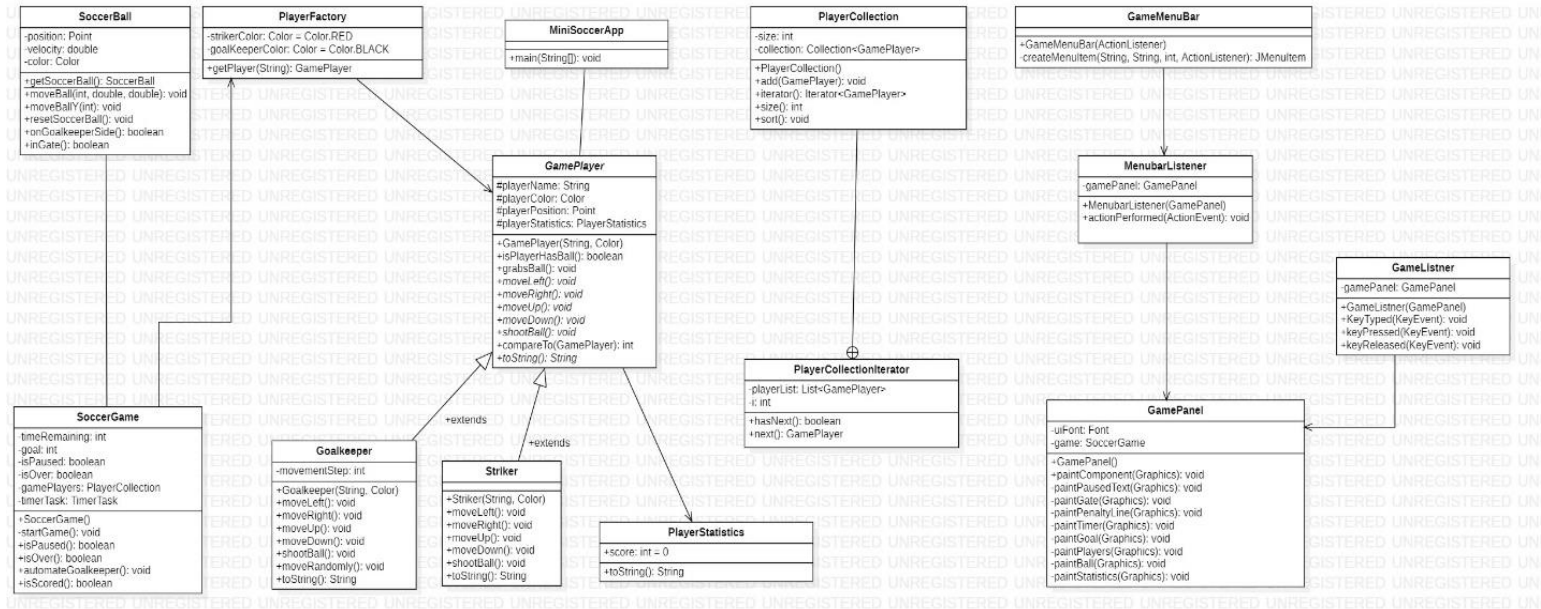 SoccerBall
-position: Point
-velocity: double
-color: Color
+getSoccerBall(): SoccerBall
+moveBall(int, double, double): void
+moveBallY(int): void
+resetSoccerBall(): void
+onGoalkeeperSide(): boolean
+inGate(): boolean
PlayerFactory
-strikerColor: Color = Color.RED
-goalKeeperColor: Color = Color.BLACK
+getPlayer(String): GamePlayer
MiniSoccerApp
+main(String[]): void
PlayerCollection
-size: int
-collection: Collection<GamePlayer>
+PlayerCollection()
+add(GamePlayer): void
+iterator(): Iterator<GamePlayer>
+size(): int
+sort(): void
GameMenuBar
+GameMenuBar(ActionListener)
-createMenuItem(String, String, int, ActionListener): JMenuItem
GamePlayer
#playerName: String
#playerColor: Color
#playerPosition: Point
#playerStatistics: PlayerStatistics
+GamePlayer(String, Color)
+isPlayerHasBall(): boolean
+grabsBall(): void
+moveLeft(): void
+moveRight(): void
+moveUp(): void
+moveDown(): void
+shootBall(): void
+compareTo(GamePlayer): int
+toString(): String
MenubarListener
-gamePanel: GamePanel
+MenubarListener(GamePanel)
+actionPerformed(ActionEvent): void
GameListner
-gamePanel: GamePanel
+GameListner(GamePanel)
+KeyTyped(KeyEvent): void
+keyPressed(KeyEvent): void
+keyReleased(KeyEvent): void
PlayerCollectionIterator
-playerList: List<GamePlayer>
-i: int
+hasNext(): boolean
+next(): GamePlayer
SoccerGame
-timeRemaining: int
-goal: int
-isPaused: boolean
-isOver: boolean
-gamePlayers: PlayerCollection
-timerTask: TimerTask
+SoccerGame()
-startGame(): void
+isPaused(): boolean
+isOver(): boolean
+automateGoalkeeper(): void
+isScored(): boolean
+extends
+extends
Goalkeeper
-movementStep: int
+Goalkeeper(String, Color)
+moveLeft(): void
+moveRight(): void
+moveUp(): void
+moveDown(): void
+shootBall(): void
+moveRandomly(): void
+toString(): String
Striker
+Striker(String, Color)
+moveLeft(): void
+moveRight(): void
+moveUp(): void
+moveDown(): void
+shootBall(): void
+toString(): String
PlayerStatistics
+score: int = 0
+toString(): String
GamePanel
-uiFont: Font
-game: SoccerGame
+GamePanel()
+paintComponent(Graphics): void
-paintPausedText(Graphics): void
-paintGate(Graphics): void
-paintPenaltyLine(Graphics): void
-paintTimer(Graphics): void
-paintGoal(Graphics): void
-paintPlayers(Graphics): void
-paintBall(Graphics): void
-paintStatistics(Graphics): void